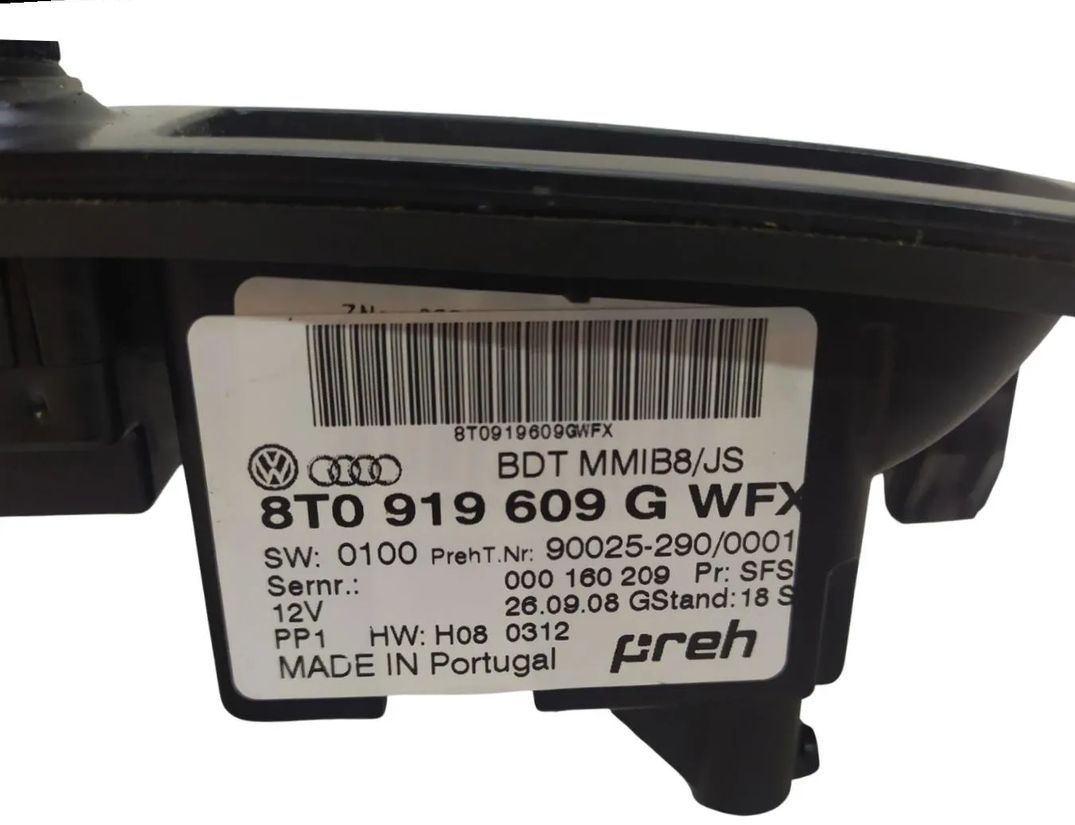 8T0919609GWFX
BDT MMIB8/JS
8T0 919 609 G WFX
SW: 0100 PrehT.Nr: 90025-290/0001
Sernr.: 000 160 209 Pr: SFS
12V 26.09.08 GStand: 18 S
PP1 HW: H08 0312
preh
MADE IN Portugal